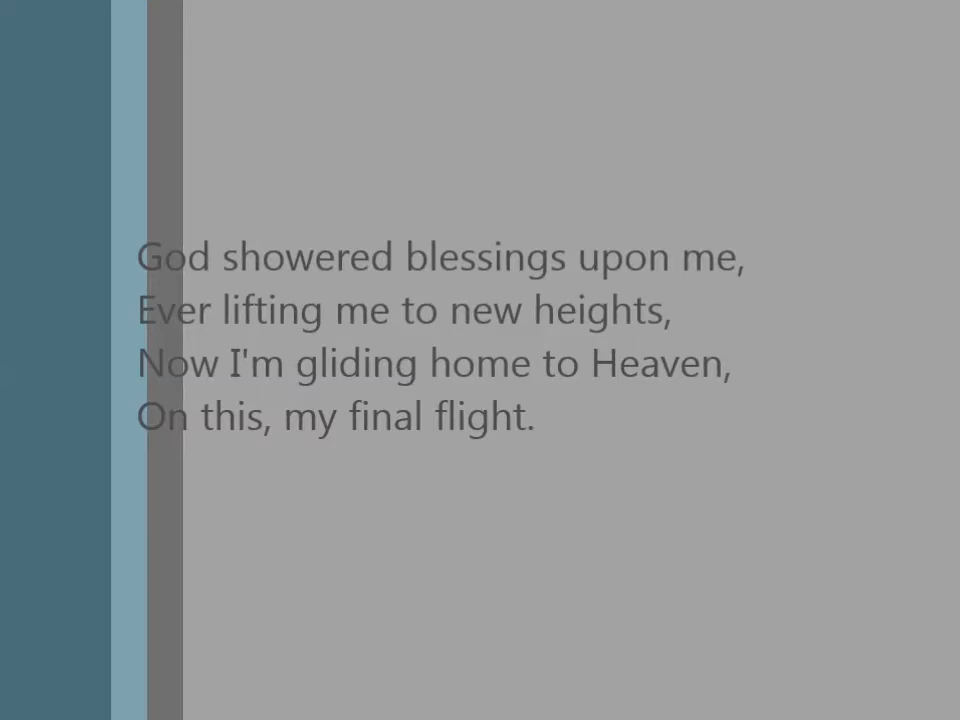 God showered blessings upon me,
Ever lifting me to new heights,
Now I'm gliding home to Heaven,
On this, my final flight.